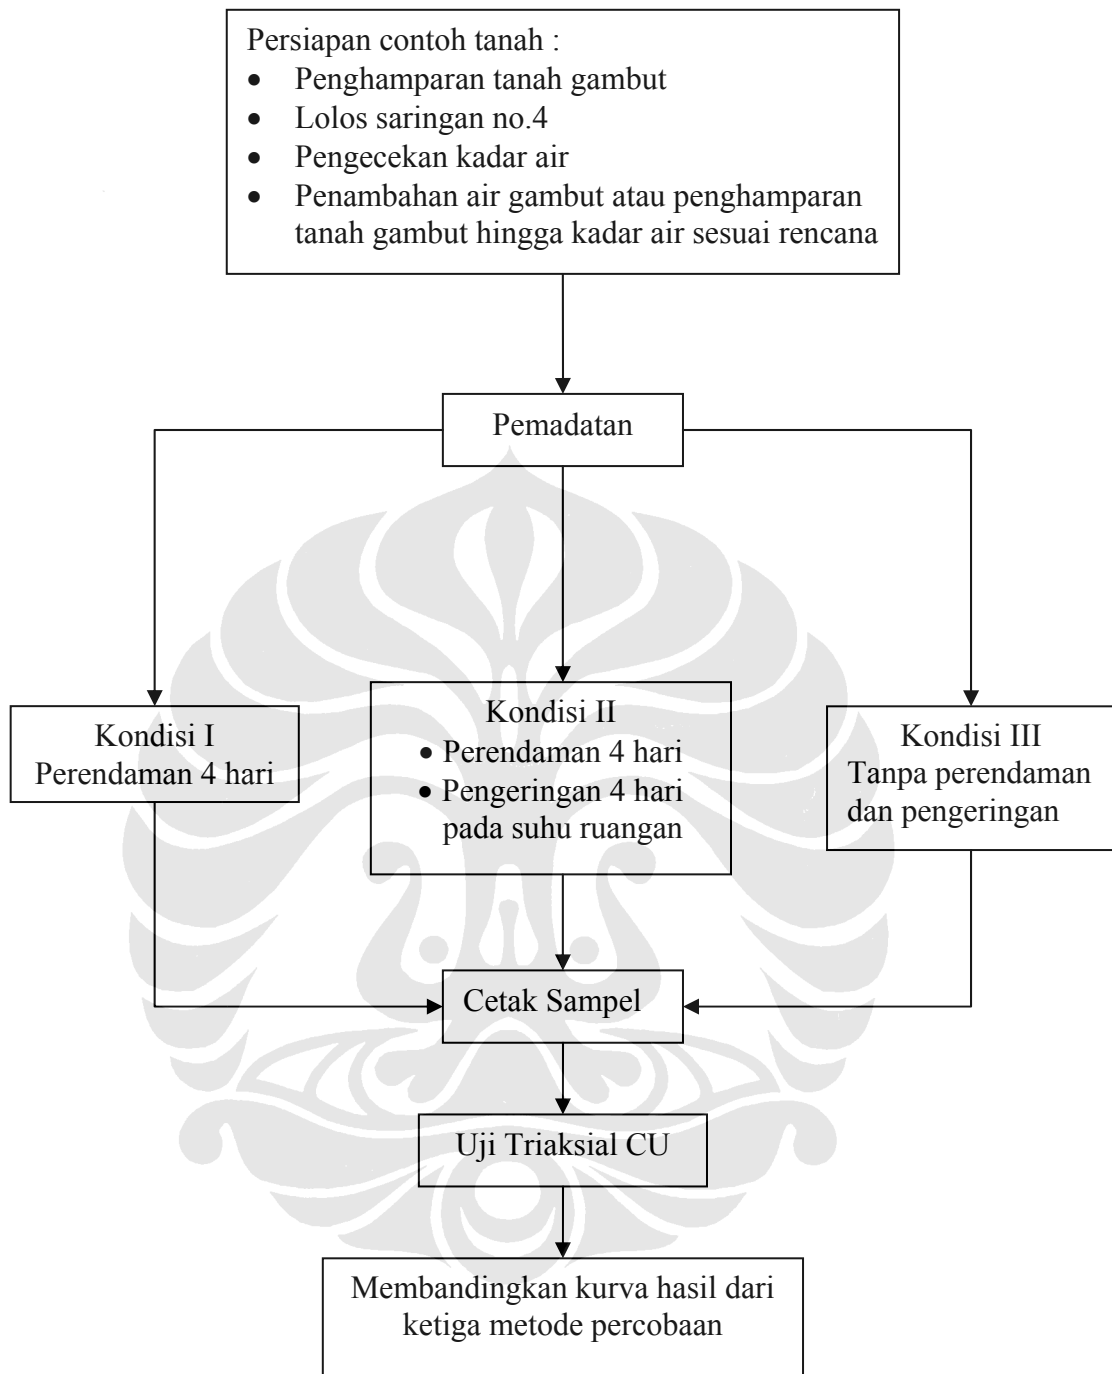 Persiapan contoh tanah :
• Penghamparan tanah gambut
• Lolos saringan no.4
• Pengecekan kadar air
• Penambahan air gambut atau penghamparan
tanah gambut hingga kadar air sesuai rencana
Pemadatan
Kondisi I
Perendaman 4 hari
Kondisi II
• Perendaman 4 hari
• Pengeringan 4 hari
pada suhu ruangan
Kondisi III
Tanpa perendaman
dan pengeringan
Cetak Sampel
Uji Triaksial CU
Membandingkan kurva hasil dari
ketiga metode percobaan